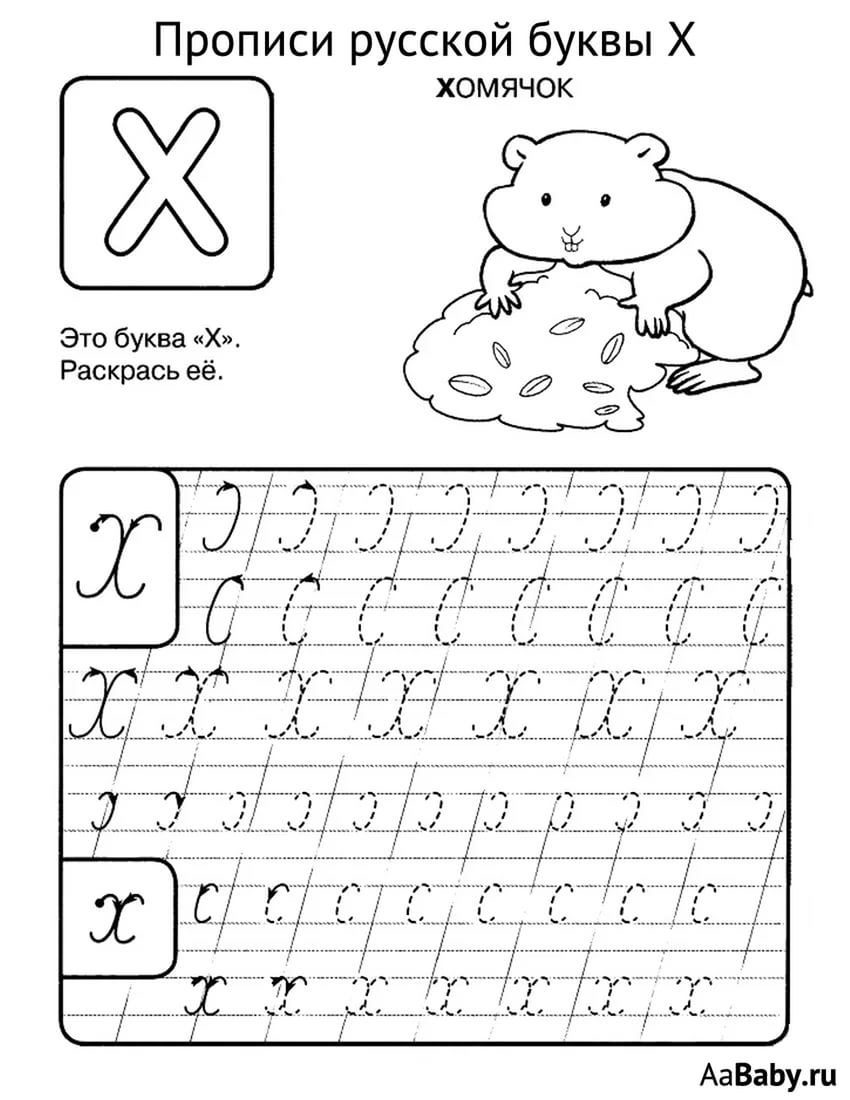 Прописи русской буквы Х
ХОМЯЧОК
Х
Это буква «Х».
Раскрась её.
Х
Х Х Х Х Х Х Х
х
х х х х х х х
AaBaby.ru